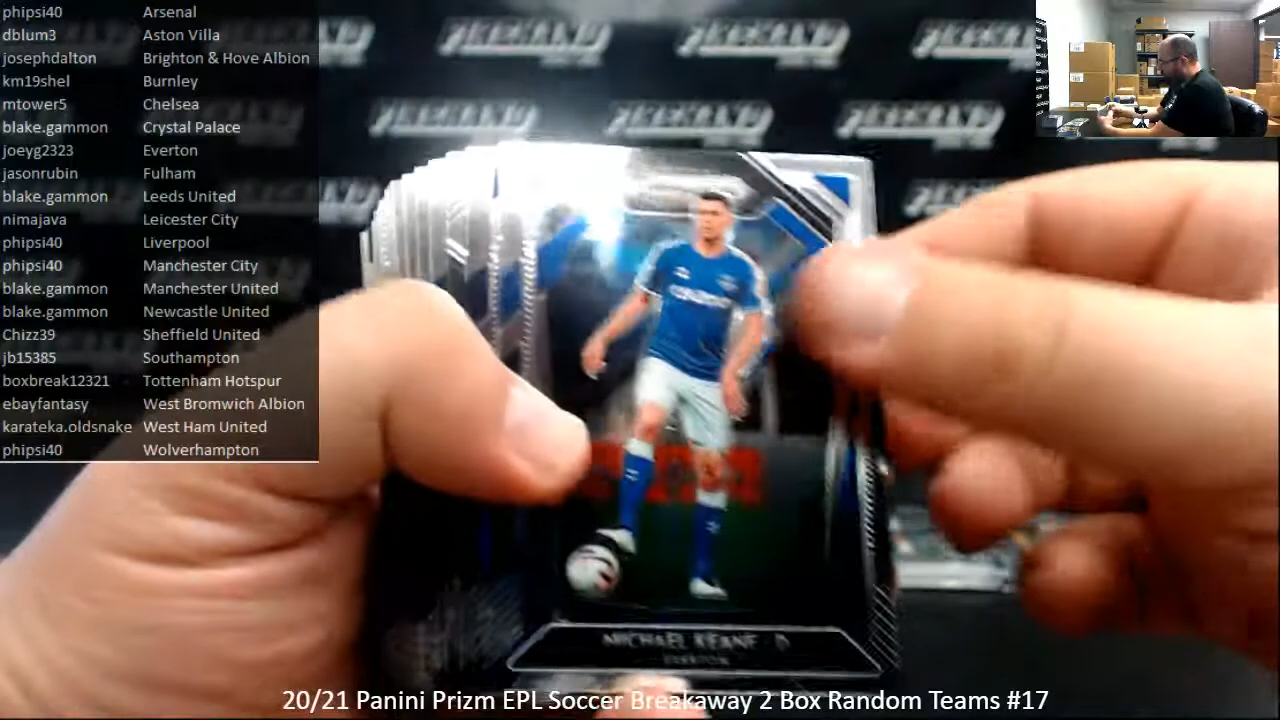 phipsi40 Arsenal
dblum3 Aston Villa
josephdalton Brighton & Hove Albion
km19shel Burnley
mtower5 Chelsea
blake.gammon Crystal Palace
joeyg2323 Everton
jasonrubin Fulham
blake.gammon Leeds United
nimajava Leicester City
phipsi40 Liverpool
phipsi40 Manchester City
blake.gammon Manchester United
blake.gammon Newcastle United
Chizz39 Sheffield United
jb15385 Southampton
boxbreak12321 Tottenham Hotspur
ebayfantasy West Bromwich Albion
karateka.oldsnake West Ham United
phipsi40 Wolverhampton
MICHAEL KEANE - D
EVERTON
20/21 Panini Prizm EPL Soccer Breakaway 2 Box Random Teams #17